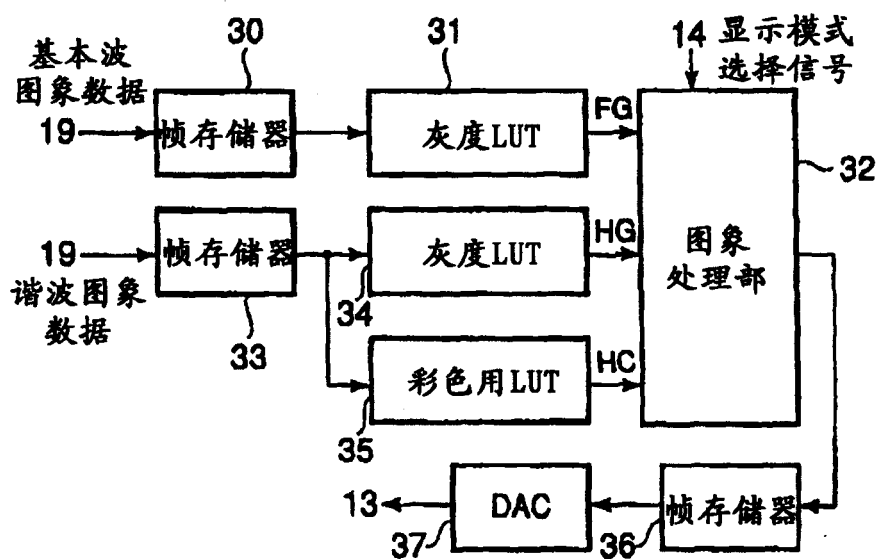 30
31
14 显示模式
选择信号
基本波
图象数据
19
帧存储器
灰度LUT
FG
32
19
谐波图象
数据
帧存储器
33
灰度LUT
34
HG
图象
处理部
彩色用LUT
35
HC
13
DAC
37
帧存储器
36